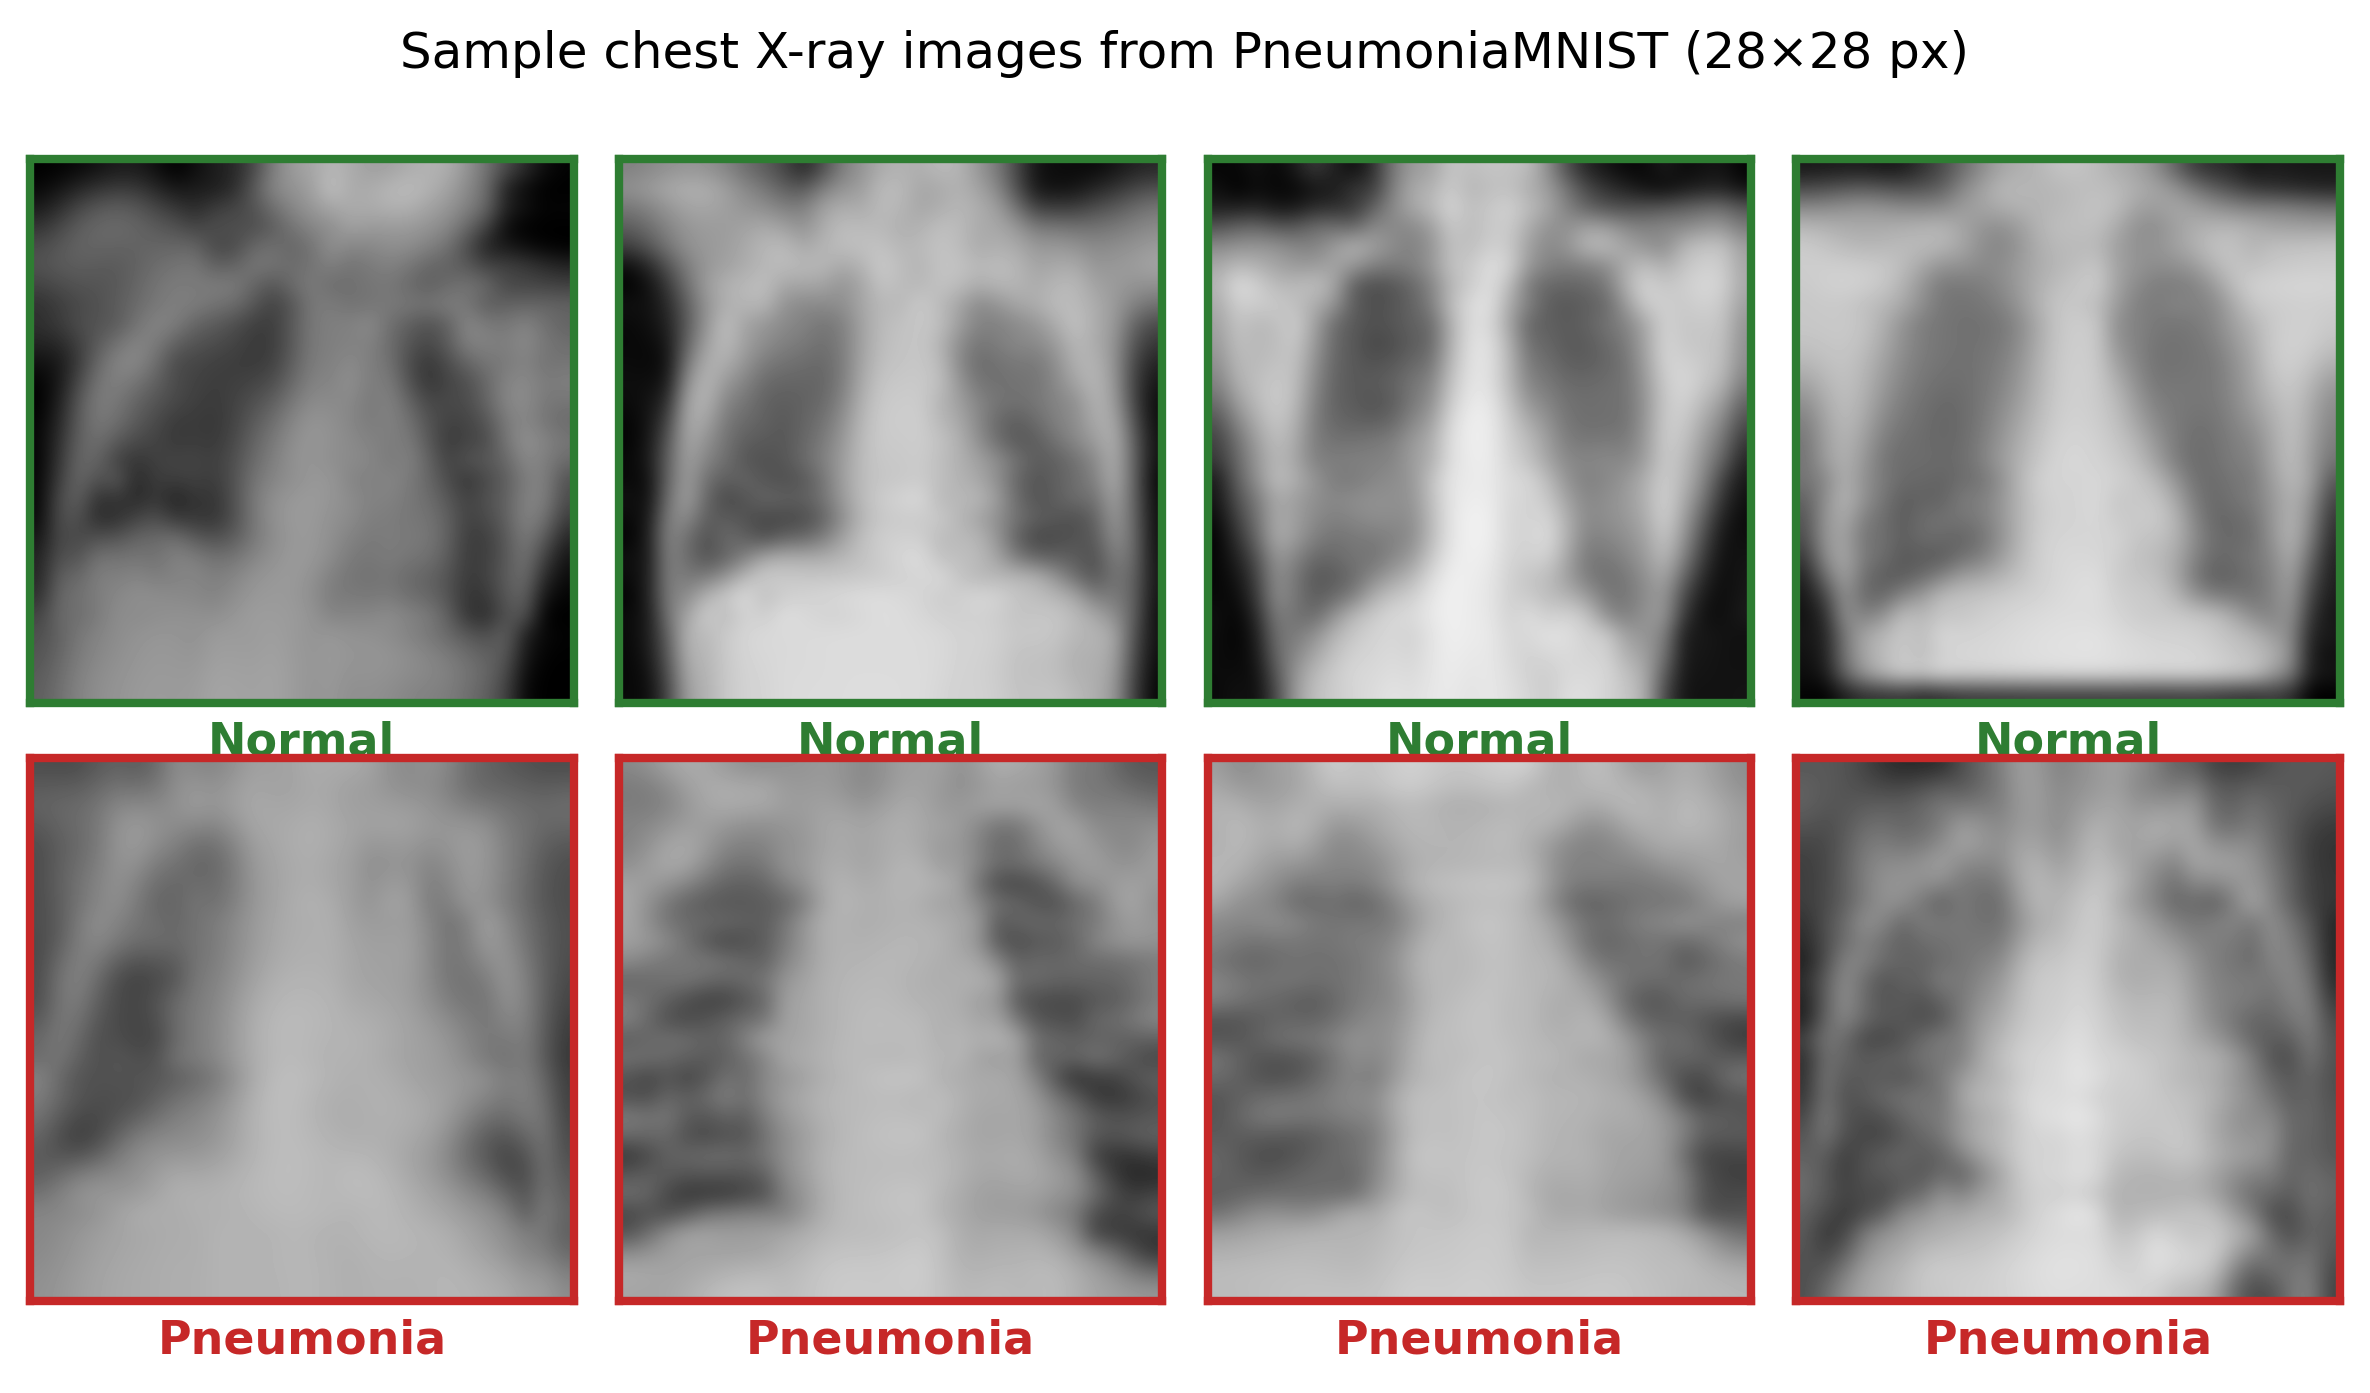 Sample chest X-ray images from PneumoniaMNIST (28×28 px)
Normal Normal Normal Normal
Pneumonia Pneumonia Pneumonia Pneumonia